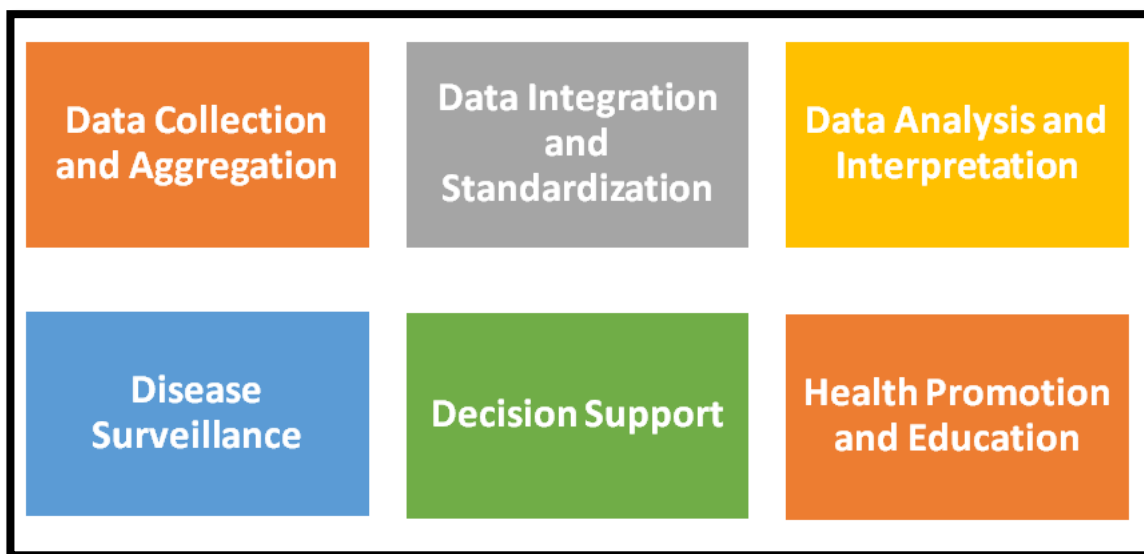 Data Collection
and Aggregation
Data Integration
and
Standardization
Data Analysis and
Interpretation
Disease
Surveillance
Decision Support
Health Promotion
and Education